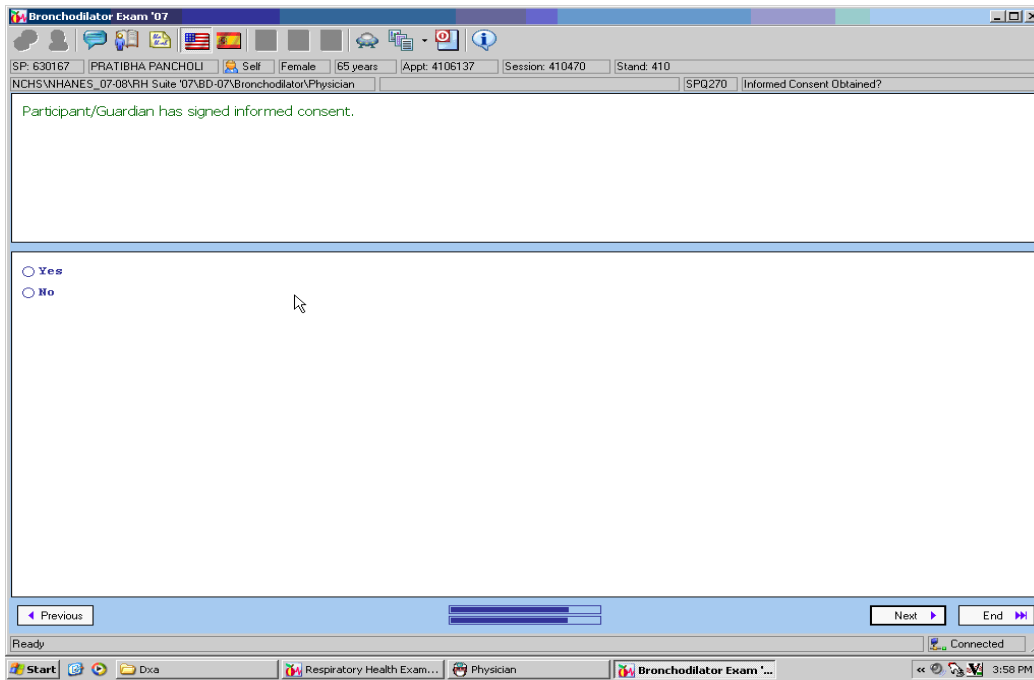 Bronchodilator Exam '07
SP: 630167 PRATIBHA PANCHOLI Self Female 65 years Appt: 4106137 Session: 410470 Stand: 410
NCHS\NHANES_07-08\RH Suite '07\BD-07\Bronchodilator\Physician SPQ270 Informed Consent Obtained?
Participant/Guardian has signed informed consent.
Yes
No
Previous Next End
Ready Connected
Start Dxa Respiratory Health Exam... Physician Bronchodilator Exam '... 3:58 PM